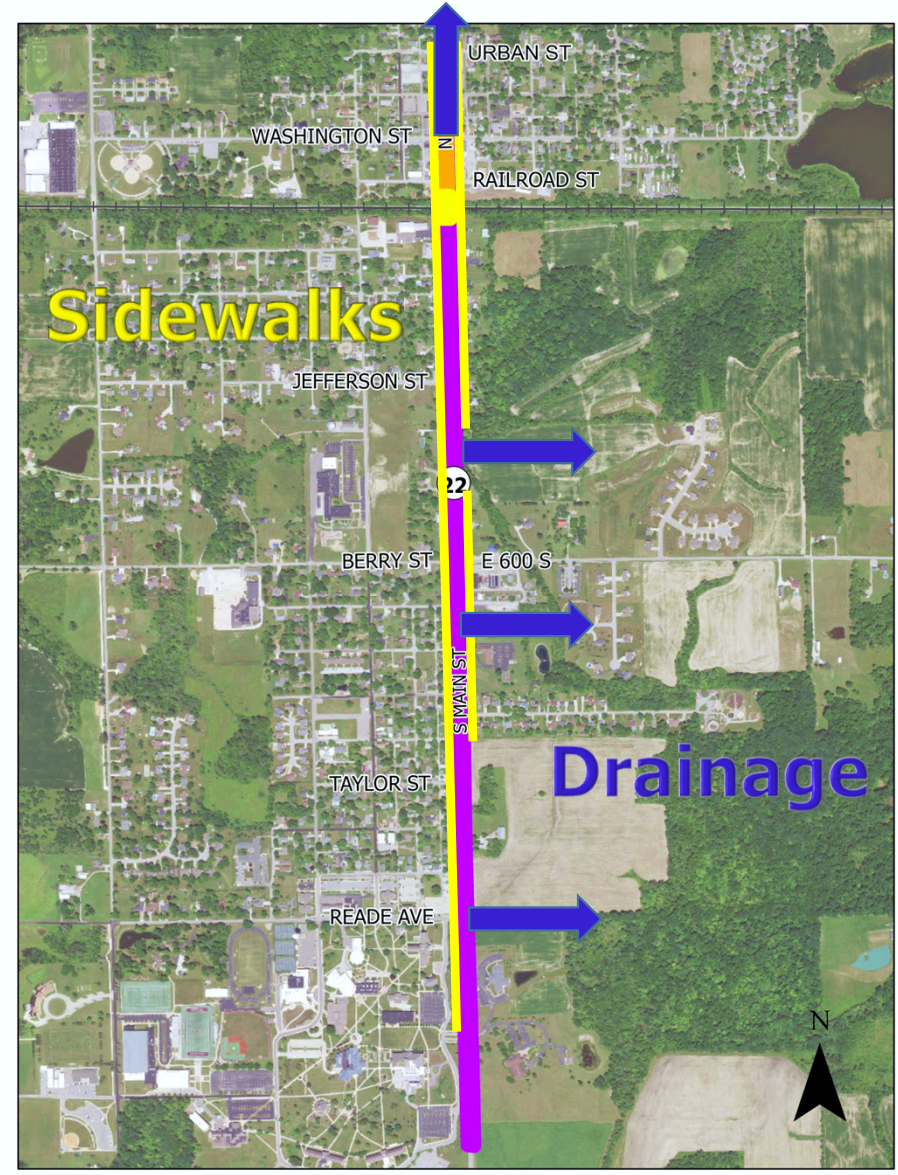 URBAN ST
WASHINGTON ST
N
RAILROAD ST
Sidewalks
JEFFERSON ST
22
BERRY ST
E 600 S
S MAIN ST
Drainage
TAYLOR ST
READE AVE
N